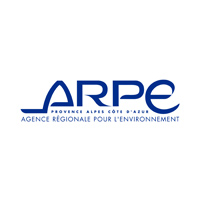 ARPE
PROVENCE ALPES CÔTE D'AZUR
AGENCE RÉGIONALE POUR L'ENVIRONNEMENT